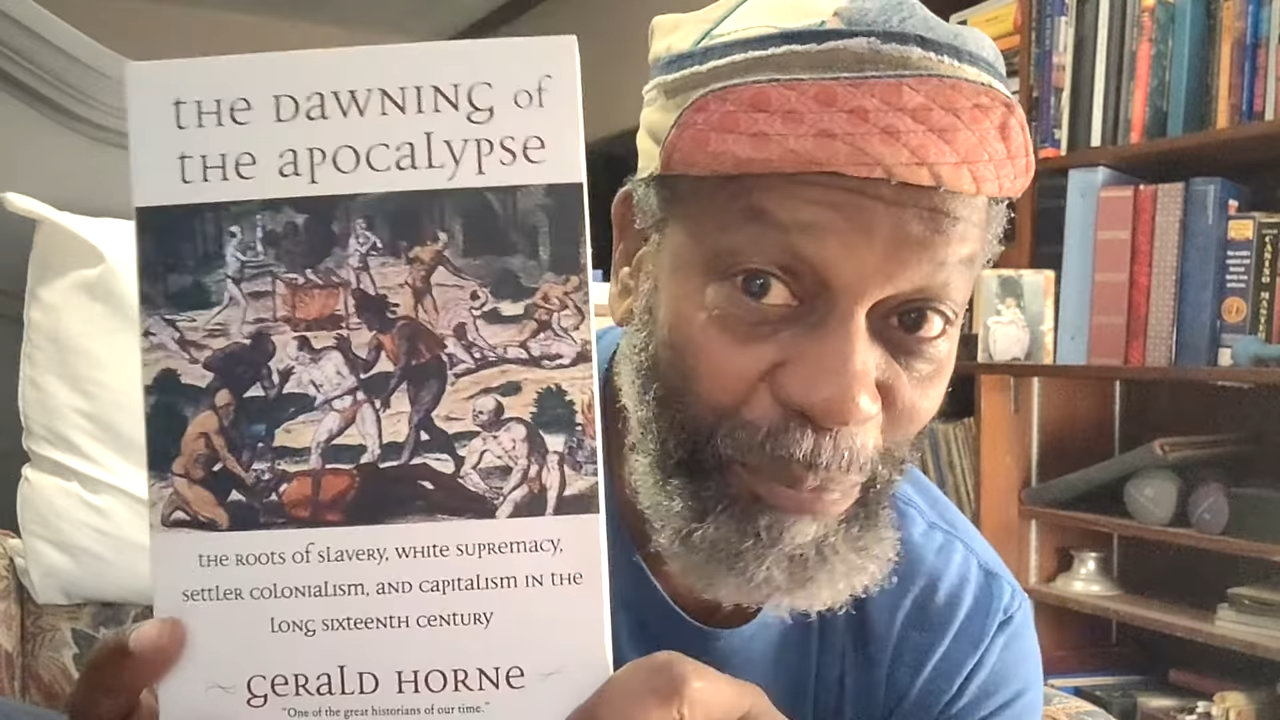 THE DAWNING of
THE APOCALYPSE
THE ROOTS of SLAVERY, WHITE SUPREMACY,
SETTLER COLONIALISM, AND CAPITALISM IN THE
LONG SIXTEENTH CENTURY
GERALD HORNE
"One of the great historians of our time."